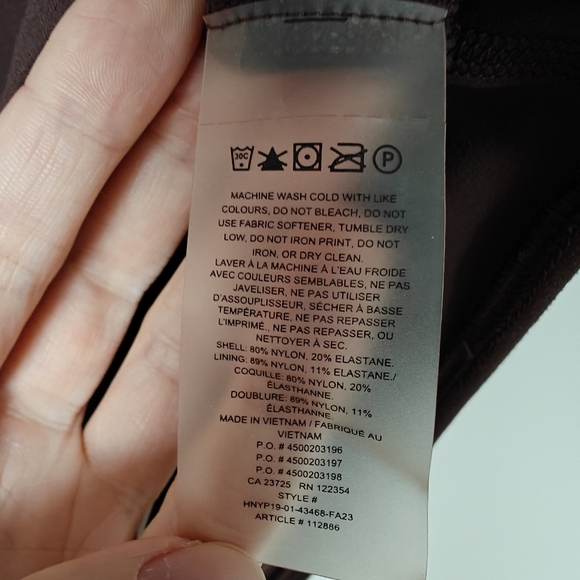 30C
P
MACHINE WASH COLD WITH LIKE
COLOURS, DO NOT BLEACH, DO NOT
USE FABRIC SOFTENER, TUMBLE DRY
LOW, DO NOT IRON PRINT, DO NOT
IRON, OR DRY CLEAN.
LAVER À LA MACHINE À L'EAU FROIDE
AVEC COULEURS SEMBLABLES, NE PAS
JAVELISER, NE PAS UTILISER
D'ASSOUPLISSEUR, SÉCHER À BASSE
TEMPÉRATURE, NE PAS REPASSER
L'IMPRIMÉ., NE PAS REPASSER, OU
NETTOYER À SEC.
SHELL: 80% NYLON, 20% ELASTANE.
LINING: 89% NYLON, 11% ELASTANE./
COQUILLE: 80% NYLON, 20%
ÉLASTHANNE.
DOUBLURE: 89% NYLON, 11%
ÉLASTHANNE.
MADE IN VIETNAM / FABRIQUÉ AU
VIETNAM
P.O. # 4500203196
P.O. # 4500203197
P.O. # 4500203198
CA 23725 RN 122354
STYLE #
HNYP19-01-43468-FA23
ARTICLE # 112886